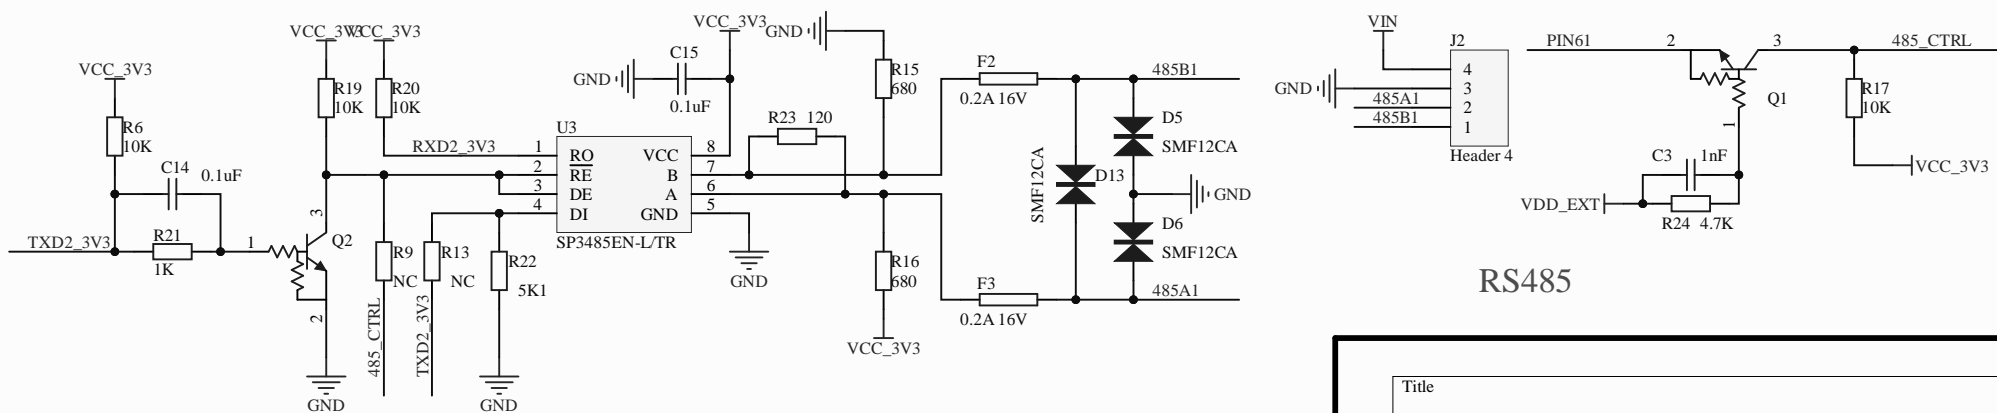 VCC_3V3
VCC_3V3
VCC_3V3
R6
10K
C14
0.1uF
TXD2_3V3
R21
1K
R19
10K
R20
10K
RXD2_3V3
1
Q2
3
2
GND
R9
NC
485_CTRL
R13
NC
TXD2_3V3
R22
5K1
GND
GND
C15
0.1uF
VCC_3V3
U3
1
2
3
4
RO
RE
DE
DI
VCC
B
A
GND
8
7
6
5
SP3485EN-L/TR
GND
GND
R15
680
R23 120
R16
680
VCC_3V3
F2
0.2A 16V
F3
0.2A 16V
485B1
485A1
SMF12CA
D13
D5
SMF12CA
D6
SMF12CA
GND
VIN
GND
485A1
485B1
J2
4
3
2
1
Header 4
PIN61
2
3
485_CTRL
Q1
1
R17
10K
VCC_3V3
C3
1nF
VDD_EXT
R24 4.7K
RS485
Title